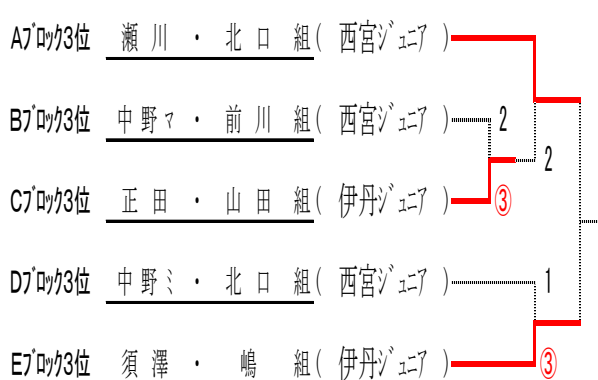 Aブロック3位 瀬川・北口 組( 西宮ジュニア )
Bブロック3位 中野マ・前川 組( 西宮ジュニア )
2
2
Cブロック3位 正田・山田 組( 伊丹ジュニア )
③
Dブロック3位 中野ミ・北口 組( 西宮ジュニア )
1
Eブロック3位 須澤・嶋 組( 伊丹ジュニア )
③